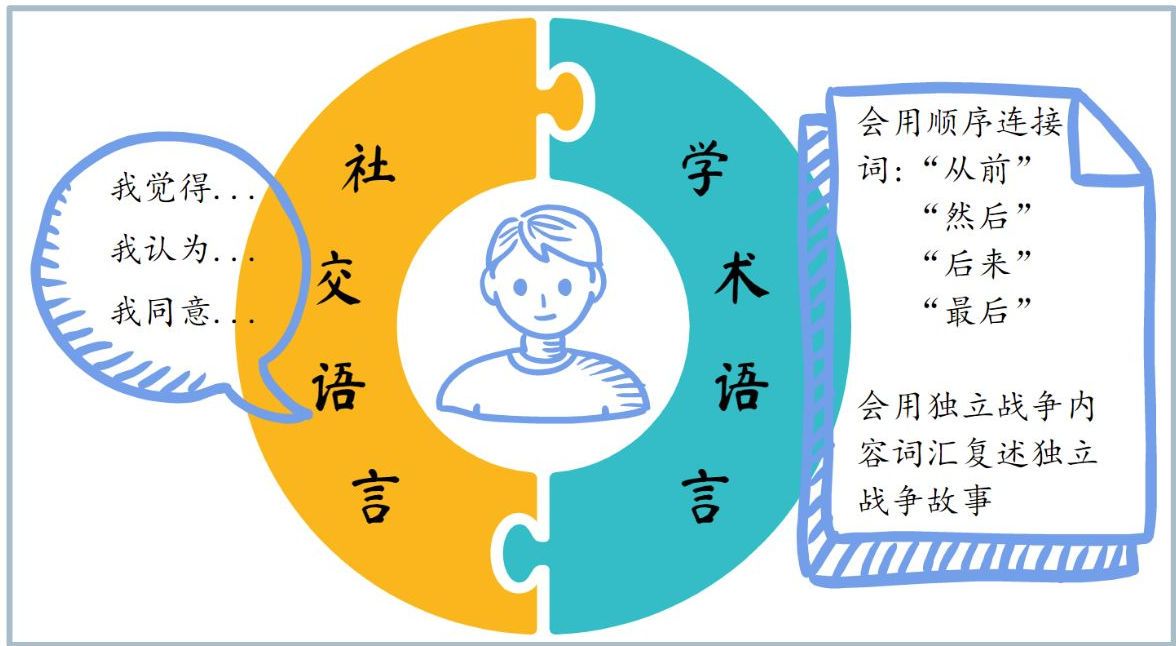 我觉得...
我认为...
我同意...
社交语言
学术语言
会用顺序连接
词：“从前”
“然后”
“后来”
“最后”
会用独立战争内
容词汇复述独立
战争故事